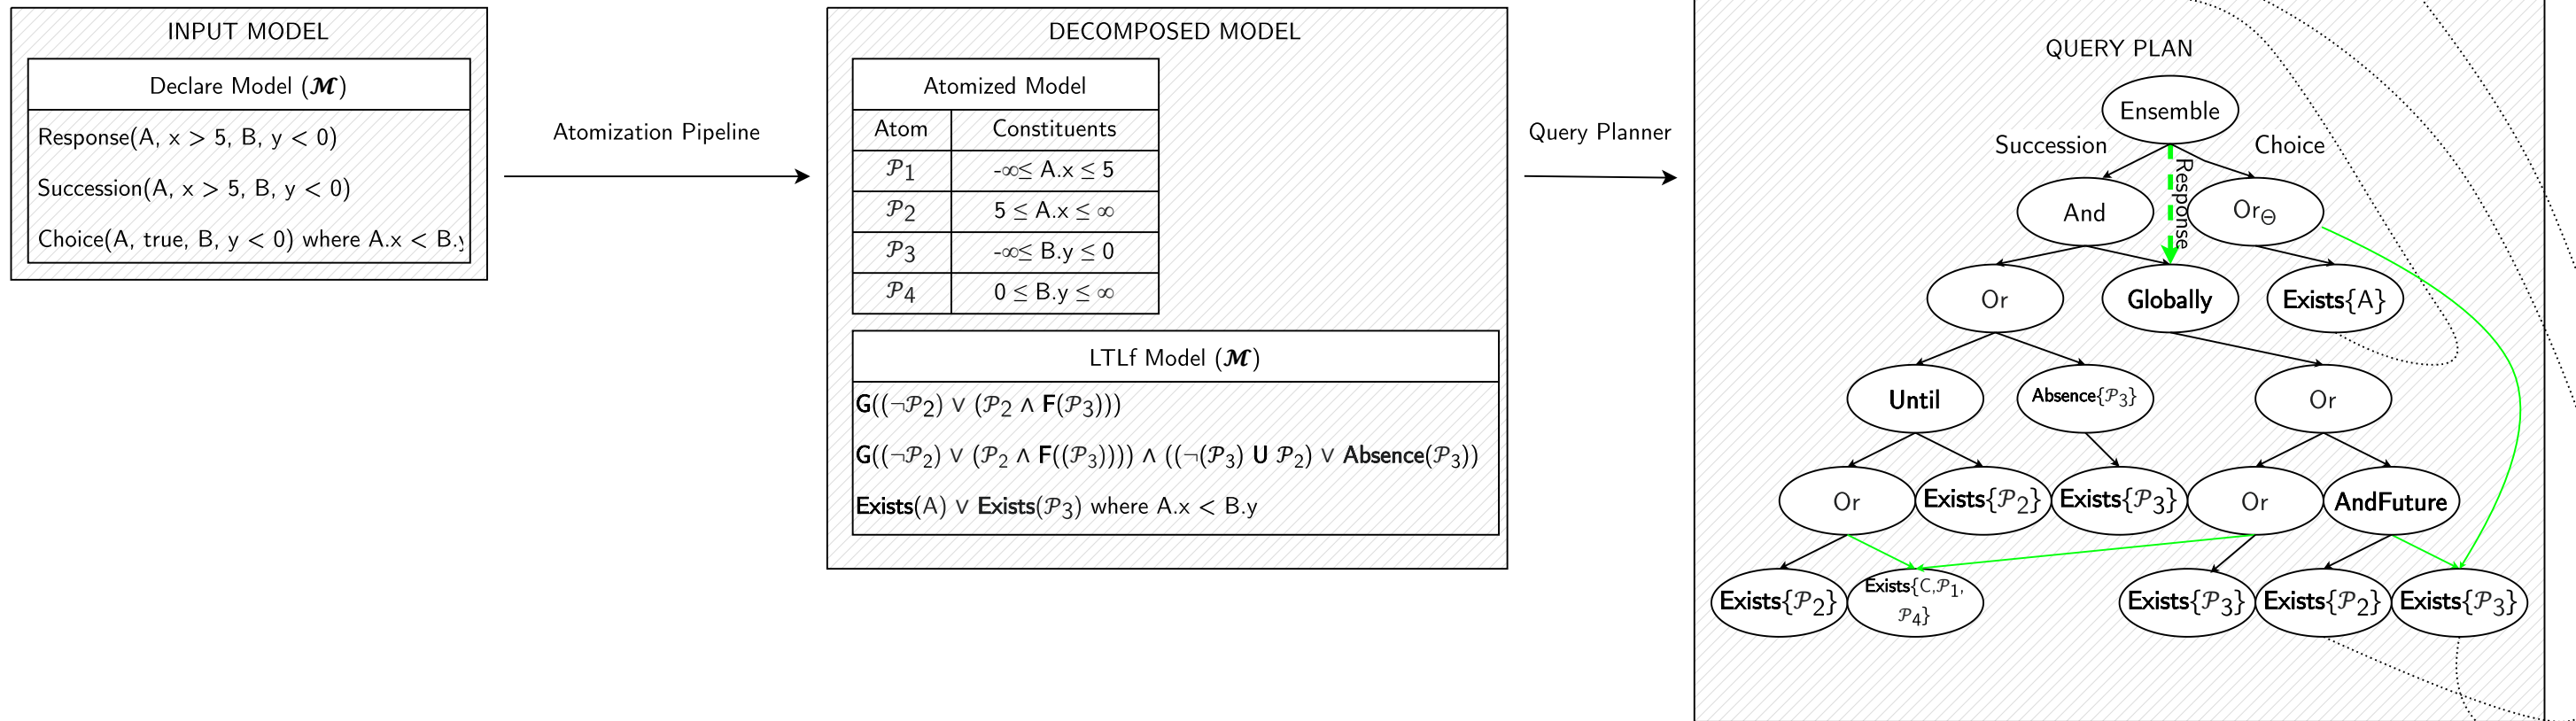 INPUT MODEL
Declare Model (𝓜)
Response(A, x > 5, B, y < 0)
Succession(A, x > 5, B, y < 0)
Choice(A, true, B, y < 0) where A.x < B.y
Atomization Pipeline
DECOMPOSED MODEL
Atomized Model
Atom Constituents
𝒫1 -∞≤ A.x ≤ 5
𝒫2 5 ≤ A.x ≤ ∞
𝒫3 -∞≤ B.y ≤ 0
𝒫4 0 ≤ B.y ≤ ∞
LTLf Model (𝓜)
G((¬𝒫2) ∨ (𝒫2 ∧ F(𝒫3)))
G((¬𝒫2) ∨ (𝒫2 ∧ F((𝒫3)))) ∧ ((¬(𝒫3) U 𝒫2) ∨ Absence(𝒫3))
Exists(A) ∨ Exists(𝒫3) where A.x < B.y
Query Planner
QUERY PLAN
Ensemble
Succession
Response
Choice
And
OrΘ
Or
Globally
Exists{A}
Until
Absence{𝒫3}
Or
Or
Exists{𝒫2}
Exists{𝒫3}
Or
AndFuture
Exists{𝒫2}
Exists{C,𝒫1,
𝒫4}
Exists{𝒫3}
Exists{𝒫2}
Exists{𝒫3}